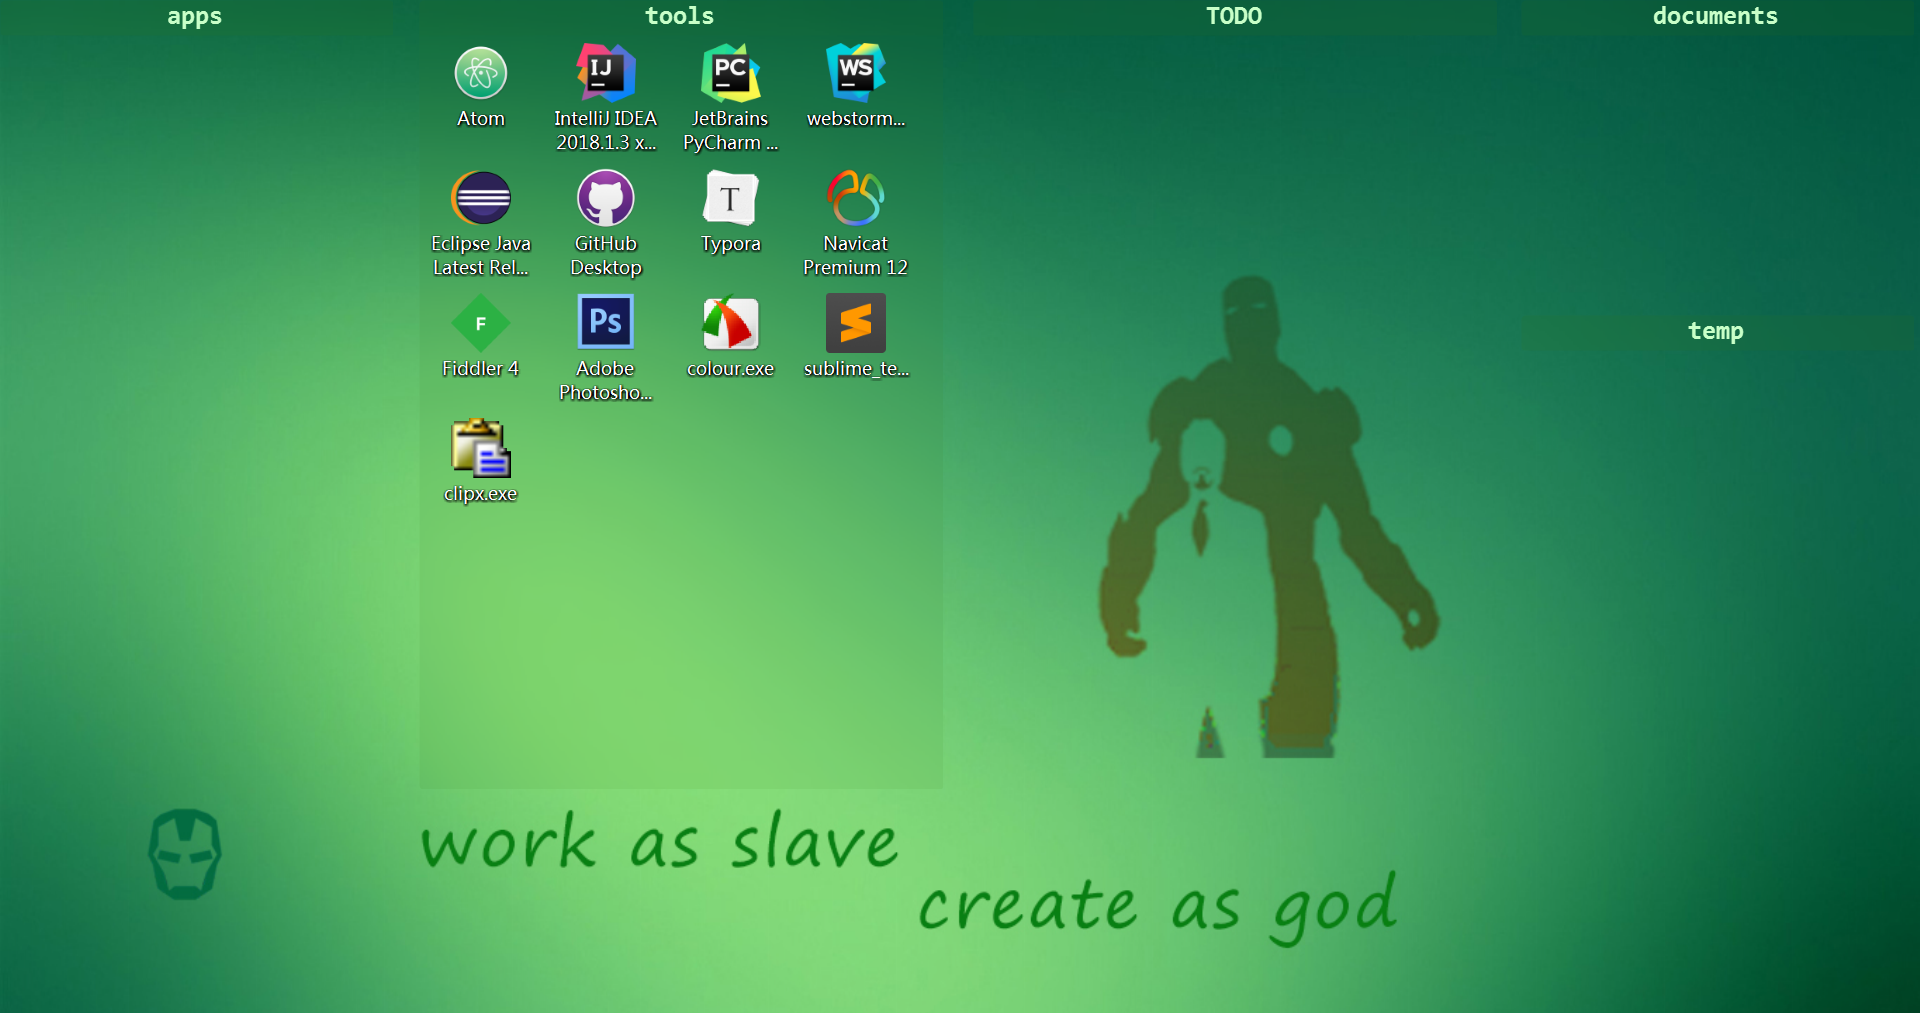 apps
tools
TODO
documents
Atom
IJ
IntelliJ IDEA
2018.1.3 x...
PC
JetBrains
PyCharm ...
WS
webstorm...
Eclipse Java
Latest Rel...
GitHub
Desktop
T
Typora
Navicat
Premium 12
F
Fiddler 4
Ps
Adobe
Photosho...
colour.exe
sublime_te...
temp
clipx.exe
work as slave
create as god